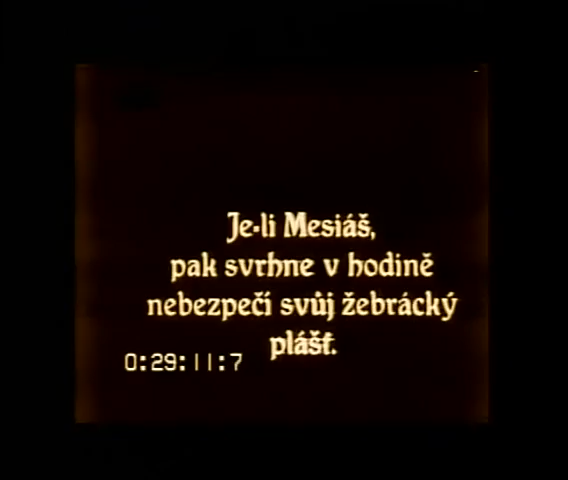 Je-li Mesiáš,
pak svrhne v hodině
nebezpečí svůj žebrácký
plášť.
0:29:11:7